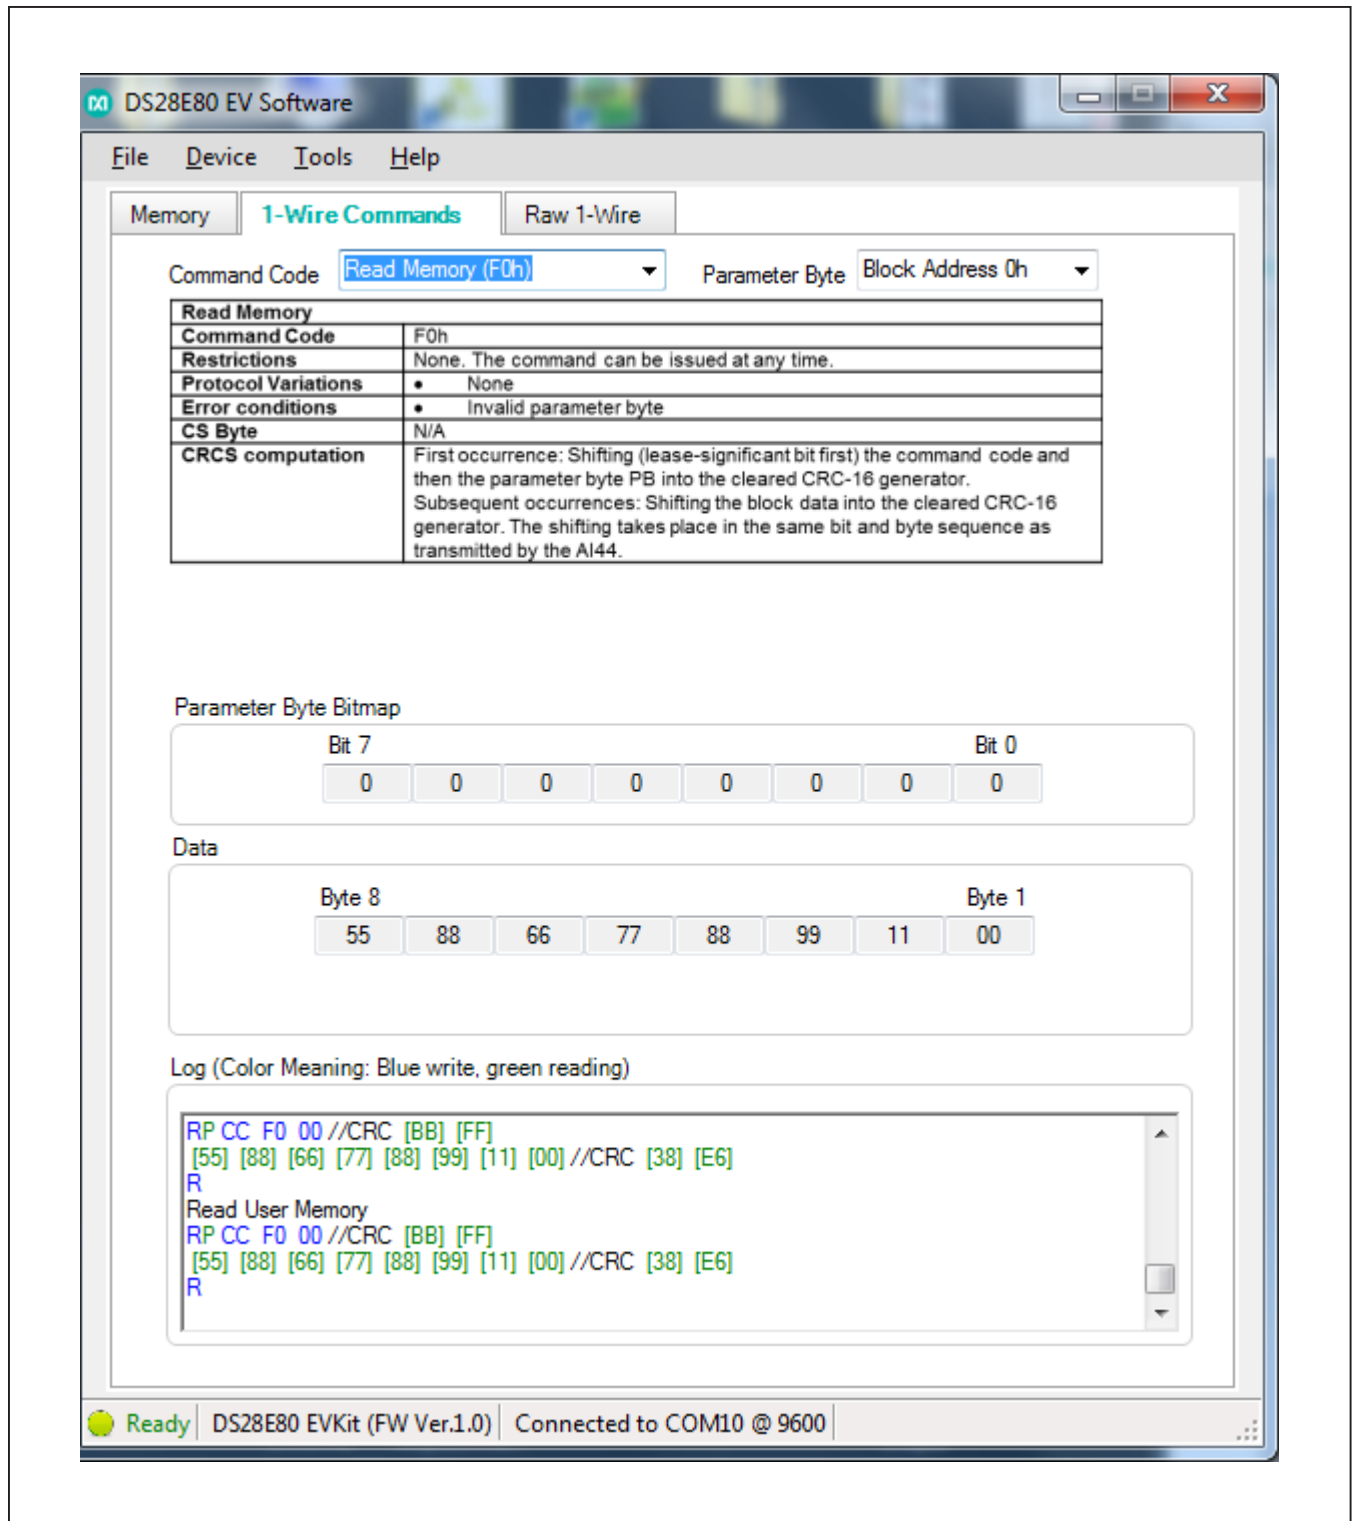 DS28E80 EV Software
File Device Tools Help
Memory 1-Wire Commands Raw 1-Wire
Command Code Read Memory (F0h) Parameter Byte Block Address 0h
Read Memory
Command Code F0h
Restrictions None. The command can be issued at any time.
Protocol Variations • None
Error conditions • Invalid parameter byte
CS Byte N/A
CRCS computation First occurrence: Shifting (lease-significant bit first) the command code and
then the parameter byte PB into the cleared CRC-16 generator.
Subsequent occurrences: Shifting the block data into the cleared CRC-16
generator. The shifting takes place in the same bit and byte sequence as
transmitted by the AI44.
Parameter Byte Bitmap
Bit 7 Bit 0
0 0 0 0 0 0 0 0
Data
Byte 8 Byte 1
55 88 66 77 88 99 11 00
Log (Color Meaning: Blue write, green reading)
RP CC F0 00 //CRC [BB] [FF]
[55] [88] [66] [77] [88] [99] [11] [00] //CRC [38] [E6]
R
Read User Memory
RP CC F0 00 //CRC [BB] [FF]
[55] [88] [66] [77] [88] [99] [11] [00] //CRC [38] [E6]
R
Ready DS28E80 EVKit (FW Ver.1.0) Connected to COM10 @ 9600